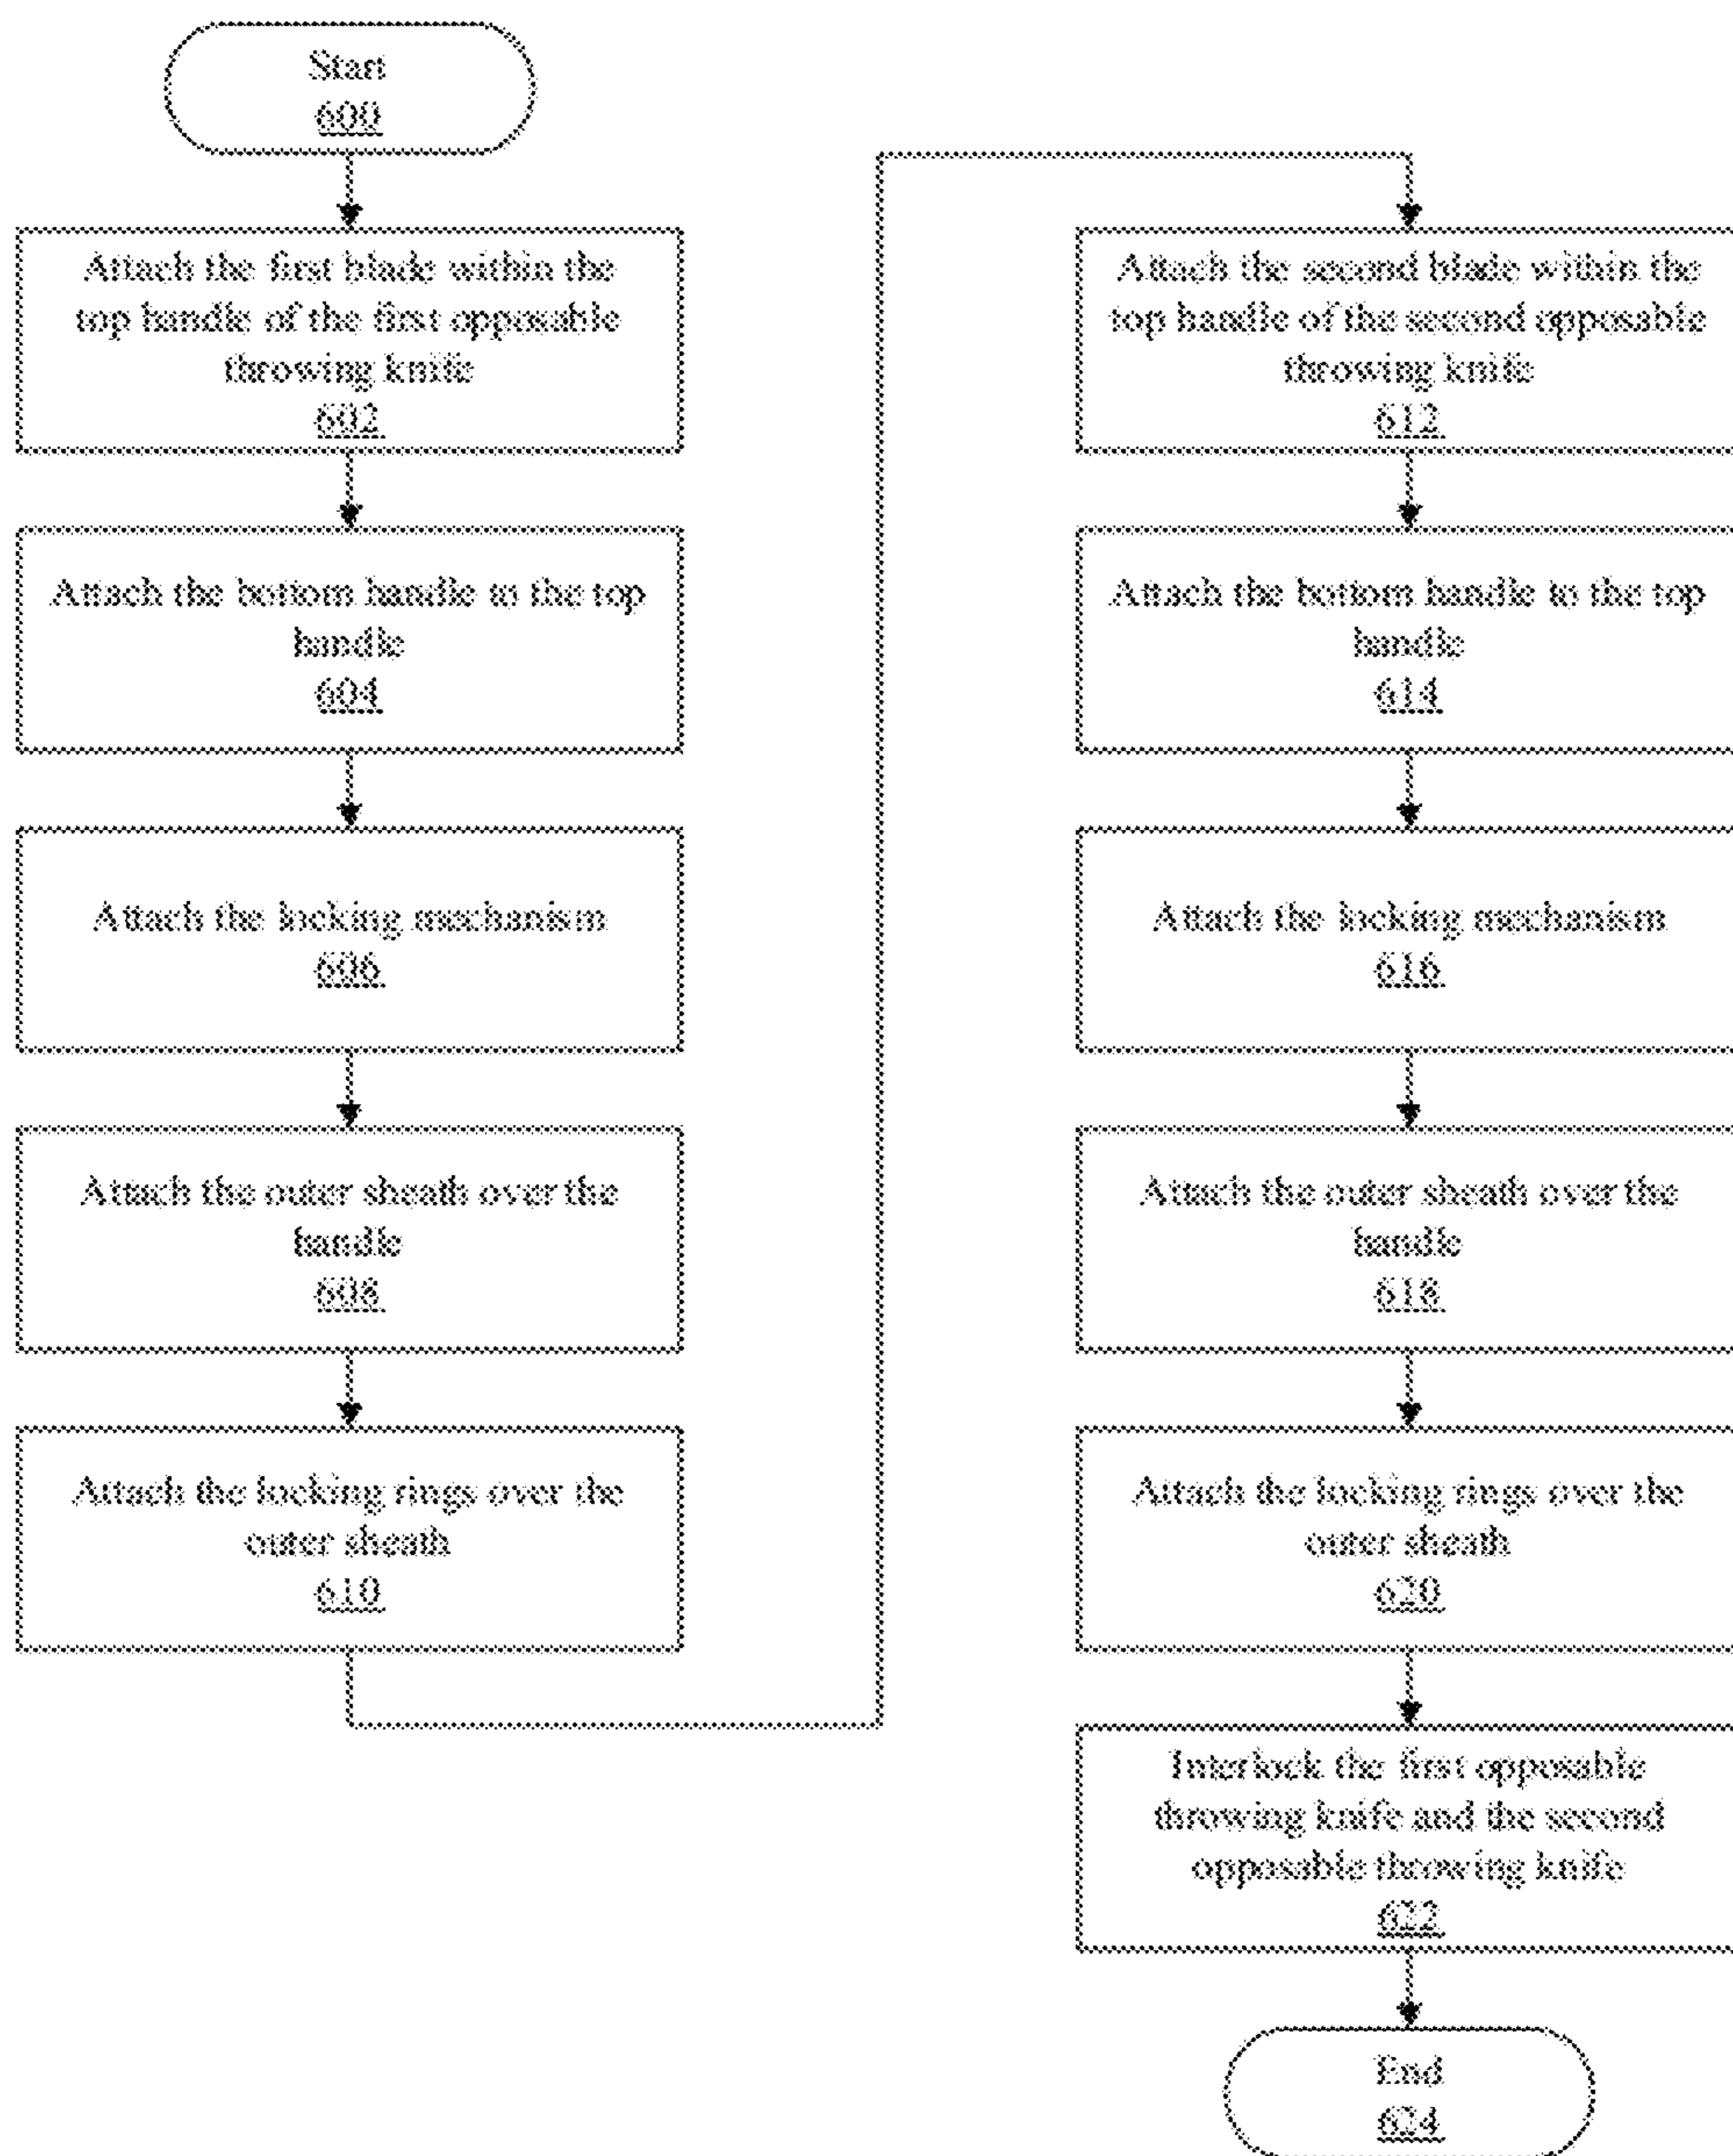 Start
600
Attach the first blade within the
top handle of the first opposable
throwing knife
602
Attach the bottom handle to the top
handle
604
Attach the locking mechanism
606
Attach the outer sheath over the
handle
608
Attach the locking rings over the
outer sheath
610
Attach the second blade within the
top handle of the second opposable
throwing knife
612
Attach the bottom handle to the top
handle
614
Attach the locking mechanism
616
Attach the outer sheath over the
handle
618
Attach the locking rings over the
outer sheath
620
Interlock the first opposable
throwing knife and the second
opposable throwing knife
622
End
624